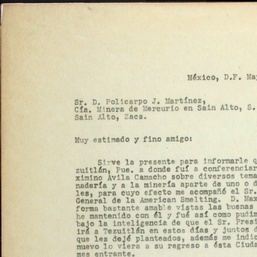 México, D.F. Ma
Sr. D. Policarpo J. Martínez,
Cía. Minera de Mercurio en Sain Alto, S.
Sain Alto, Zacs.
Muy estimado y fino amigo:
Sirve la presente para informarle q
zuitlán, Pue. a donde fuí a conferenciar
ximino Avila Camacho sobre diversos tema
nadería y a la minería aparte de uno o d
les, para cuyo efecto me acompañó el Sr.
General de la American Smelting. D. Max
forma bastante amable vistas las buenas
he mantenido con él y fué así como pudim
bajo la inteligencia de que el Sr. Presi
irá a Tezuitlán en estos días y juntos d
que les dejé planteados, además me indic
nuevo lo viera a su regreso a ésta Ciuda
mes entrante.